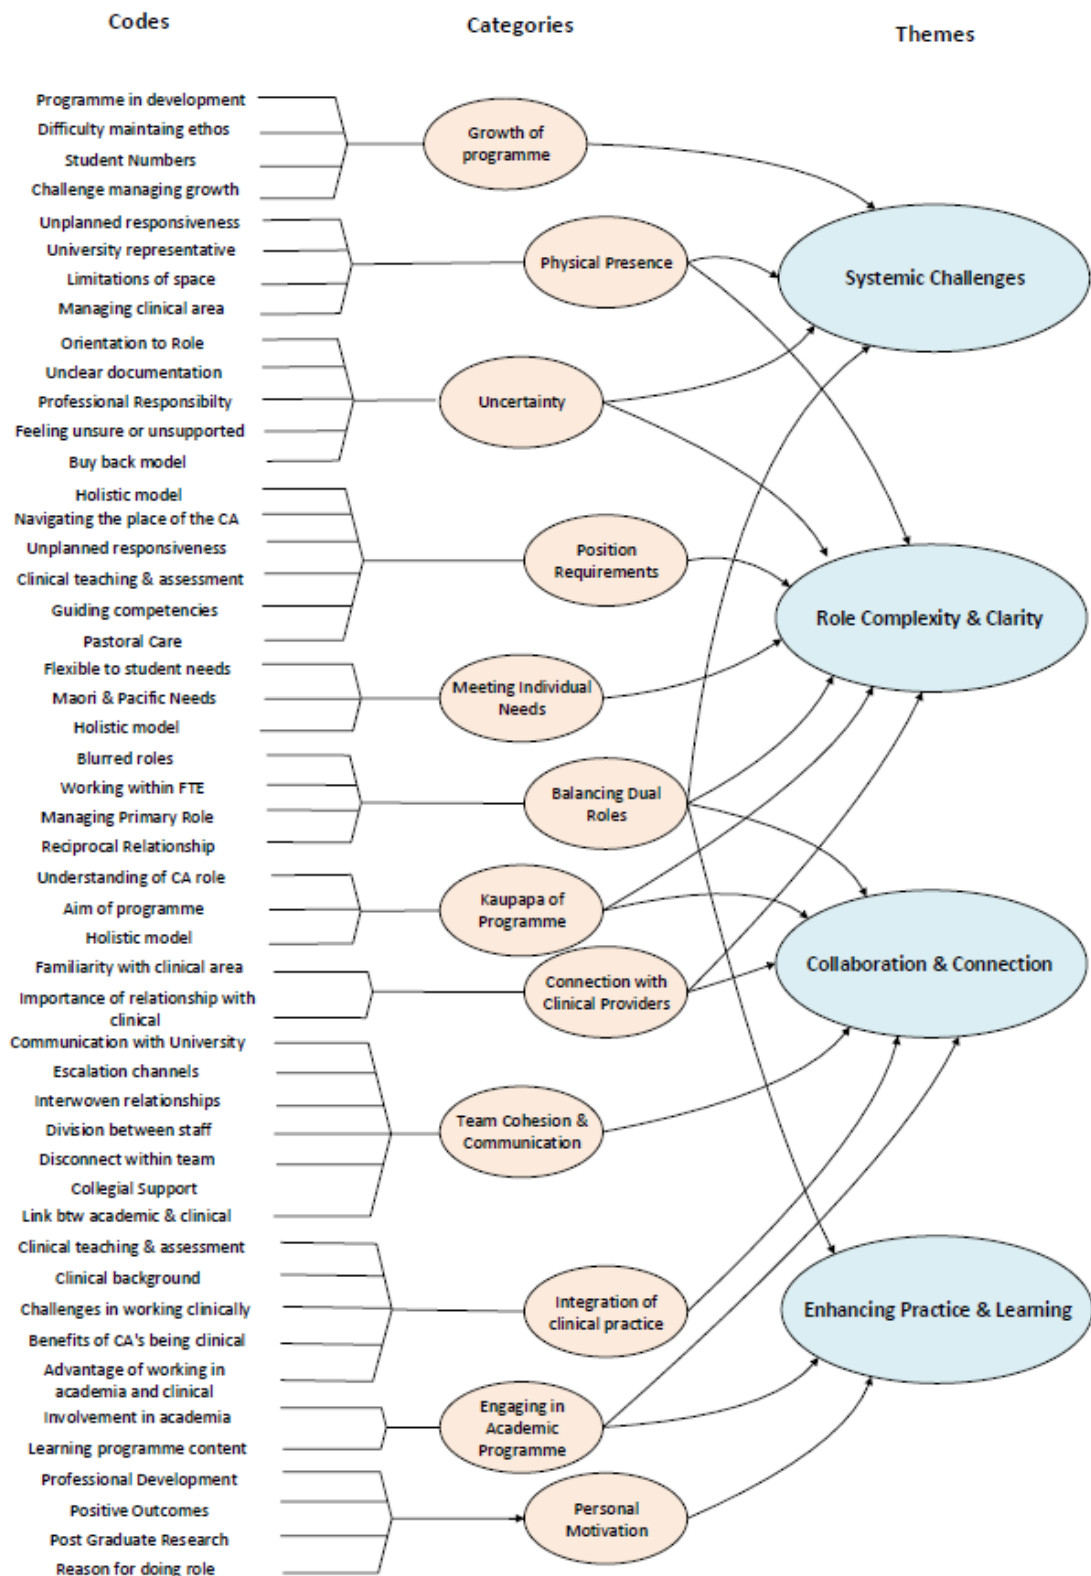 Codes
Categories
Themes
Programme in development
Difficulty maintaing ethos
Student Numbers
Challenge managing growth
Growth of
programme
Unplanned responsiveness
University representative
Limitations of space
Managing clinical area
Physical Presence
Systemic Challenges
Orientation to Role
Unclear documentation
Professional Responsibilty
Feeling unsure or unsupported
Buy back model
Uncertainty
Holistic model
Navigating the place of the CA
Unplanned responsiveness
Clinical teaching & assessment
Guiding competencies
Pastoral Care
Position
Requirements
Role Complexity & Clarity
Flexible to student needs
Maori & Pacific Needs
Holistic model
Meeting Individual
Needs
Blurred roles
Working within FTE
Managing Primary Role
Reciprocal Relationship
Balancing Dual
Roles
Understanding of CA role
Aim of programme
Holistic model
Kaupapa of
Programme
Familiarity with clinical area
Importance of relationship with
clinical
Connection with
Clinical Providers
Collaboration & Connection
Communication with University
Escalation channels
Interwoven relationships
Division between staff
Disconnect within team
Collegial Support
Link btw academic & clinical
Team Cohesion &
Communication
Clinical teaching & assessment
Clinical background
Challenges in working clinically
Benefits of CA's being clinical
Advantage of working in
academia and clinical
Integration of
clinical practice
Enhancing Practice & Learning
Involvement in academia
Learning programme content
Engaging in
Academic
Programme
Professional Development
Positive Outcomes
Post Graduate Research
Reason for doing role
Personal
Motivation